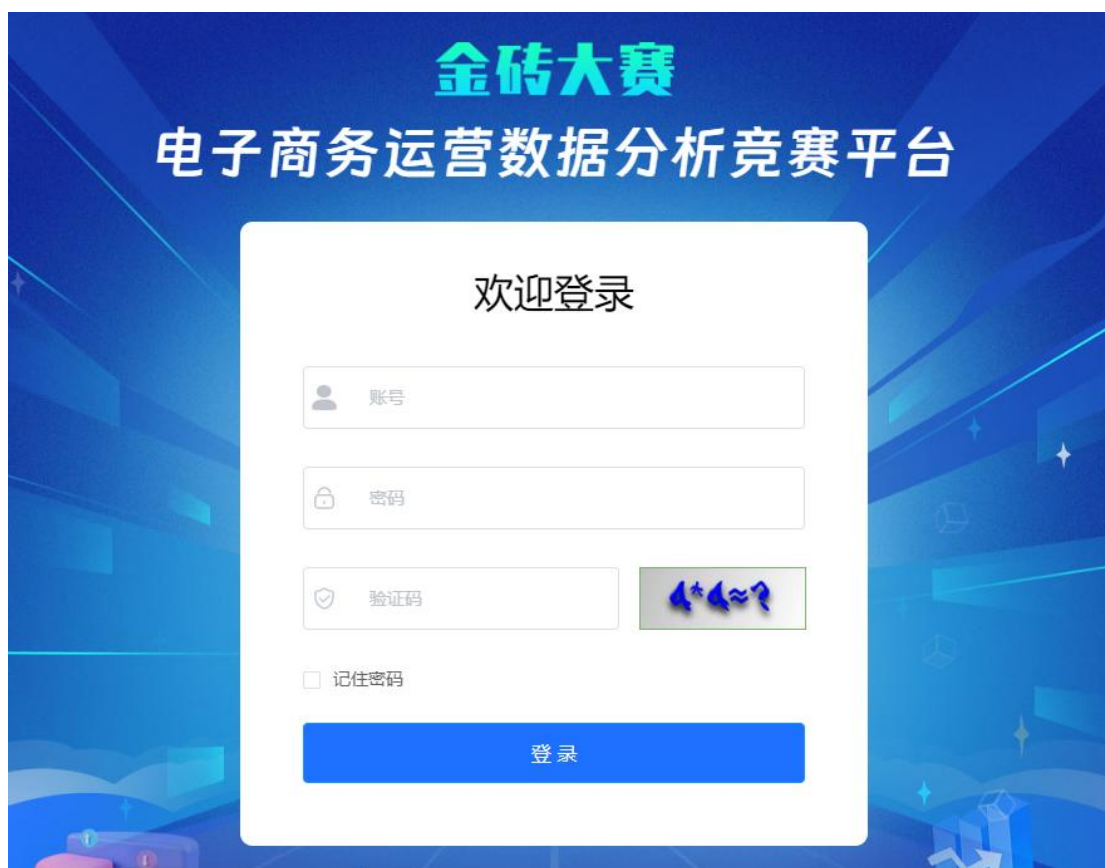 金砖大赛
电子商务运营数据分析竞赛平台
欢迎登录
账号
密码
验证码
4*4≈?
记住密码
登 录